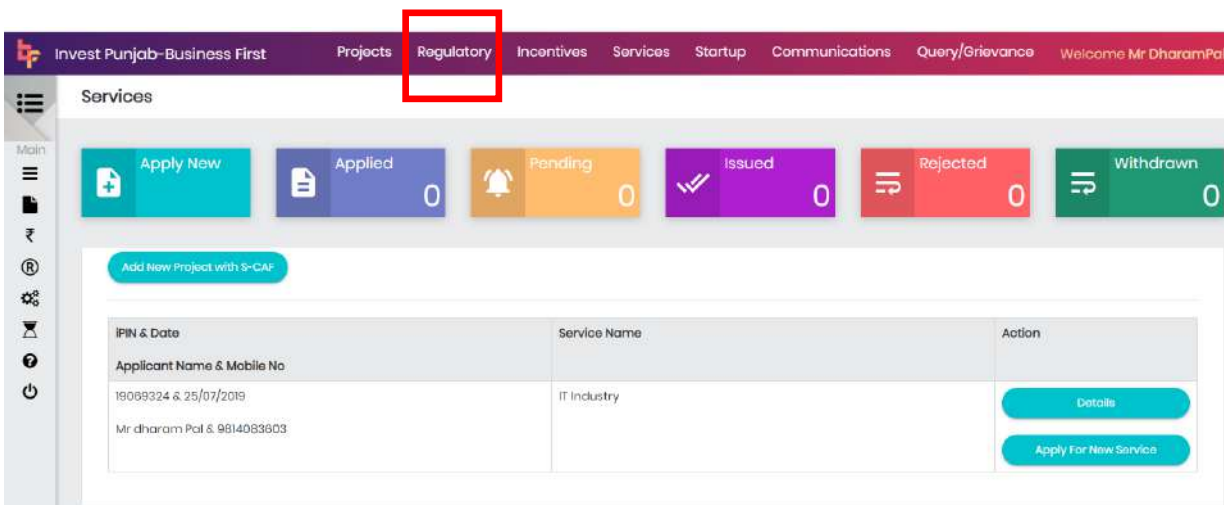 Invest Punjab-Business First Projects Regulatory Incentives Services Startup Communications Query/Grievance Welcome Mr DharamPal
Services
Main
Apply New
Applied 0
Pending 0
Issued 0
Rejected 0
Withdrawn 0
Add New Project with S-CAF
iPIN & Date Service Name Action
Applicant Name & Mobile No
19069324 & 25/07/2019 IT Industry Details
Mr dharam Pal & 9814083603
Apply For New Service